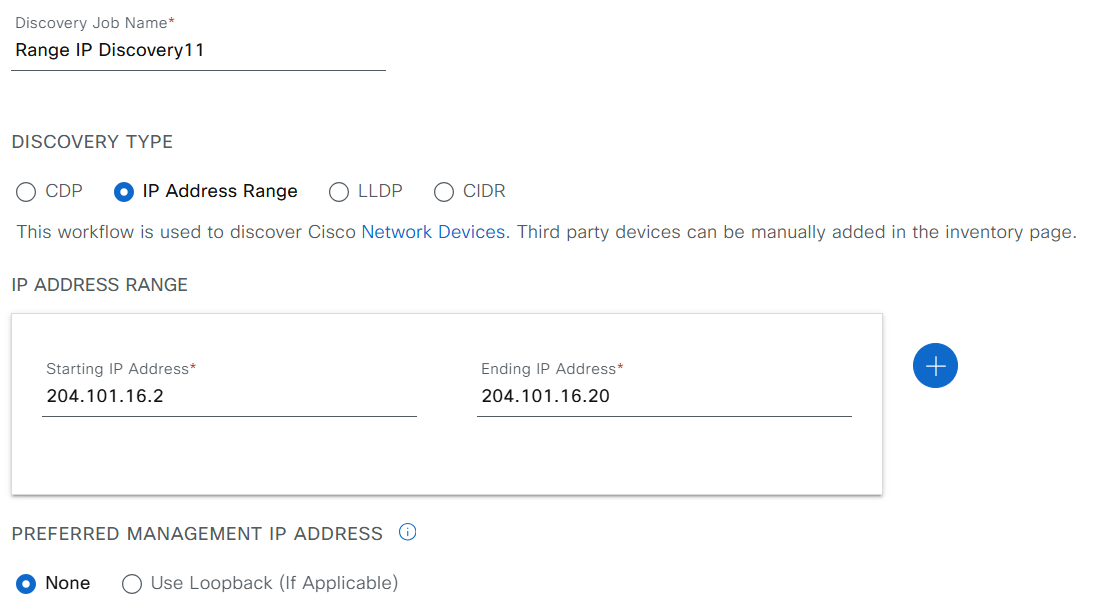 Discovery Job Name*
Range IP Discovery11
DISCOVERY TYPE
CDP IP Address Range LLDP CIDR
This workflow is used to discover Cisco Network Devices. Third party devices can be manually added in the inventory page.
IP ADDRESS RANGE
Starting IP Address* Ending IP Address*
204.101.16.2 204.101.16.20
PREFERRED MANAGEMENT IP ADDRESS
None Use Loopback (If Applicable)